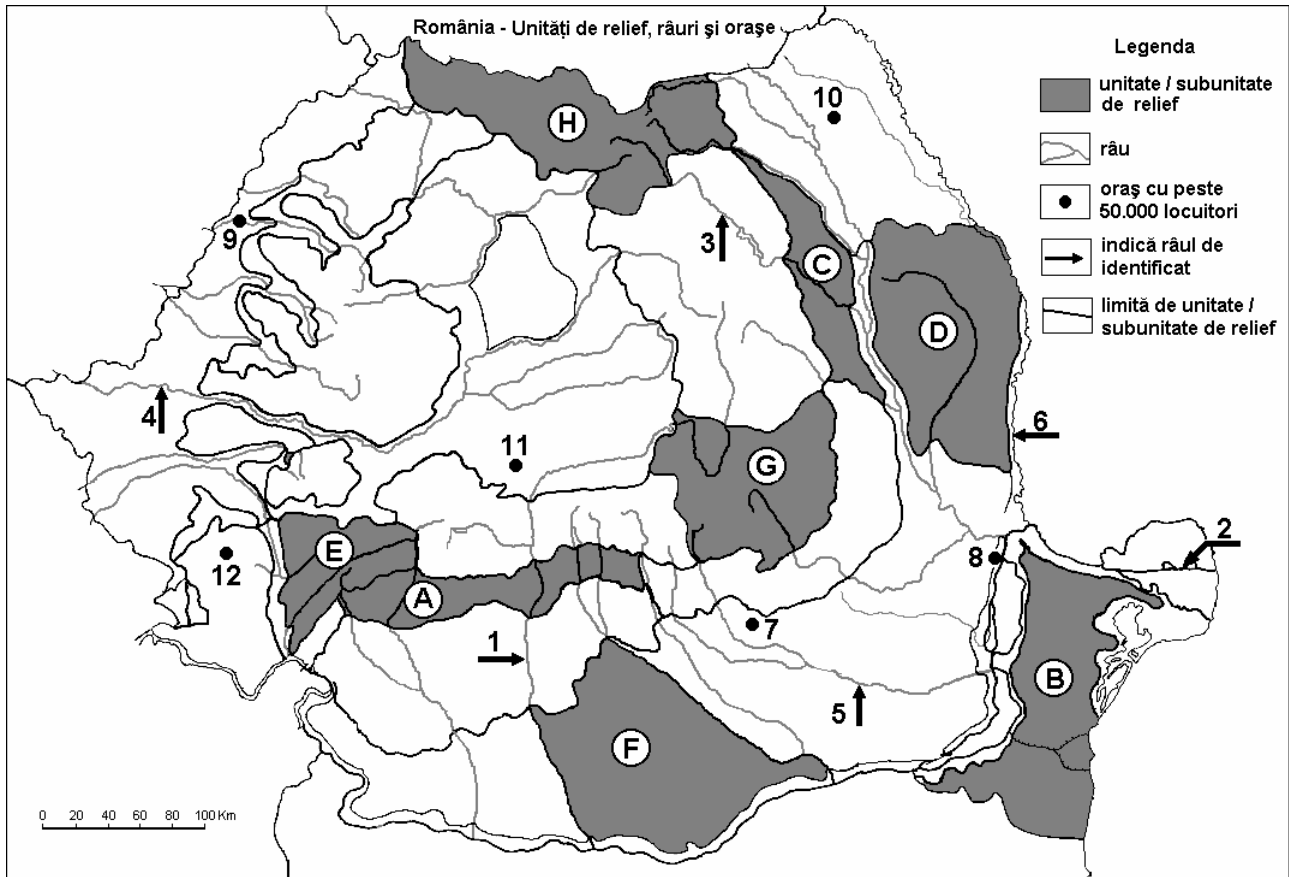 România - Unităţi de relief, râuri şi oraşe
Legenda
unitate / subunitate
de relief
râu
oraş cu peste
50.000 locuitori
indică râul de
identificat
limită de unitate /
subunitate de relief
H
10
9
3
C
D
4
6
11
G
2
E
12
8
A
1
7
B
5
F
0 20 40 60 80 100 Km